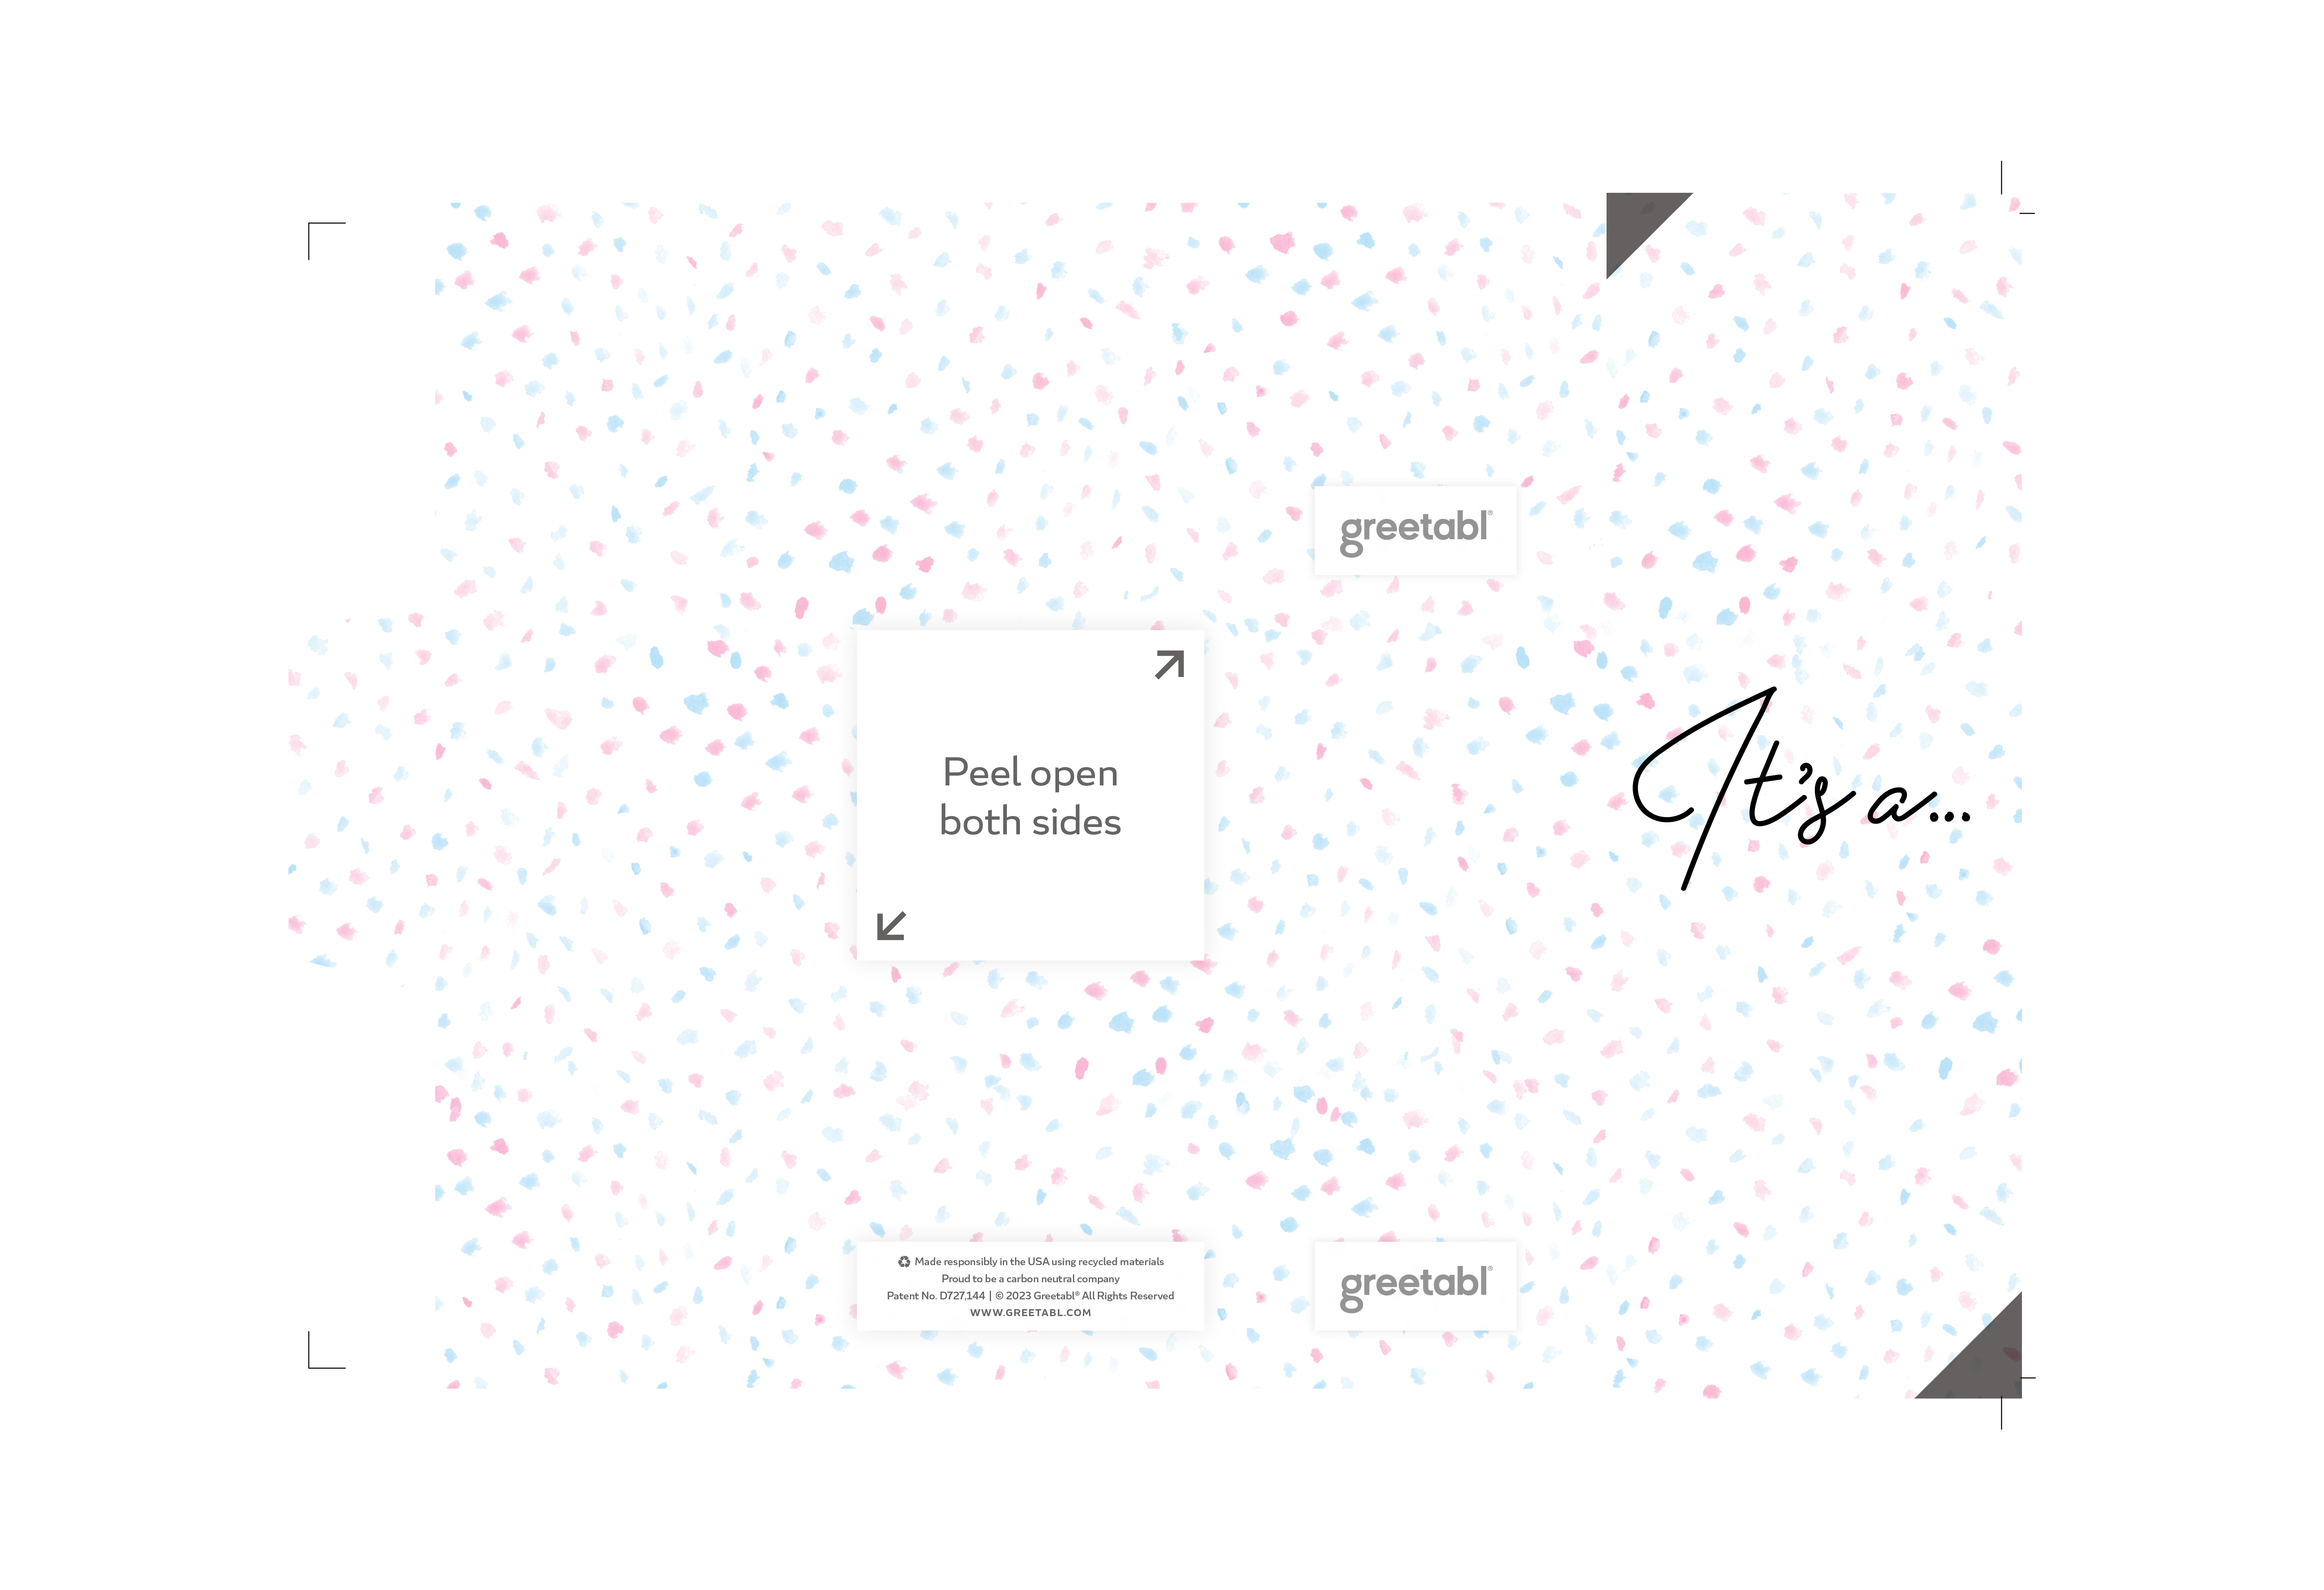 greetabl®
Peel open
both sides
It's a...
♻ Made responsibly in the USA using recycled materials
Proud to be a carbon neutral company
Patent No. D727,144 | © 2023 Greetabl® All Rights Reserved
WWW.GREETABL.COM
greetabl®